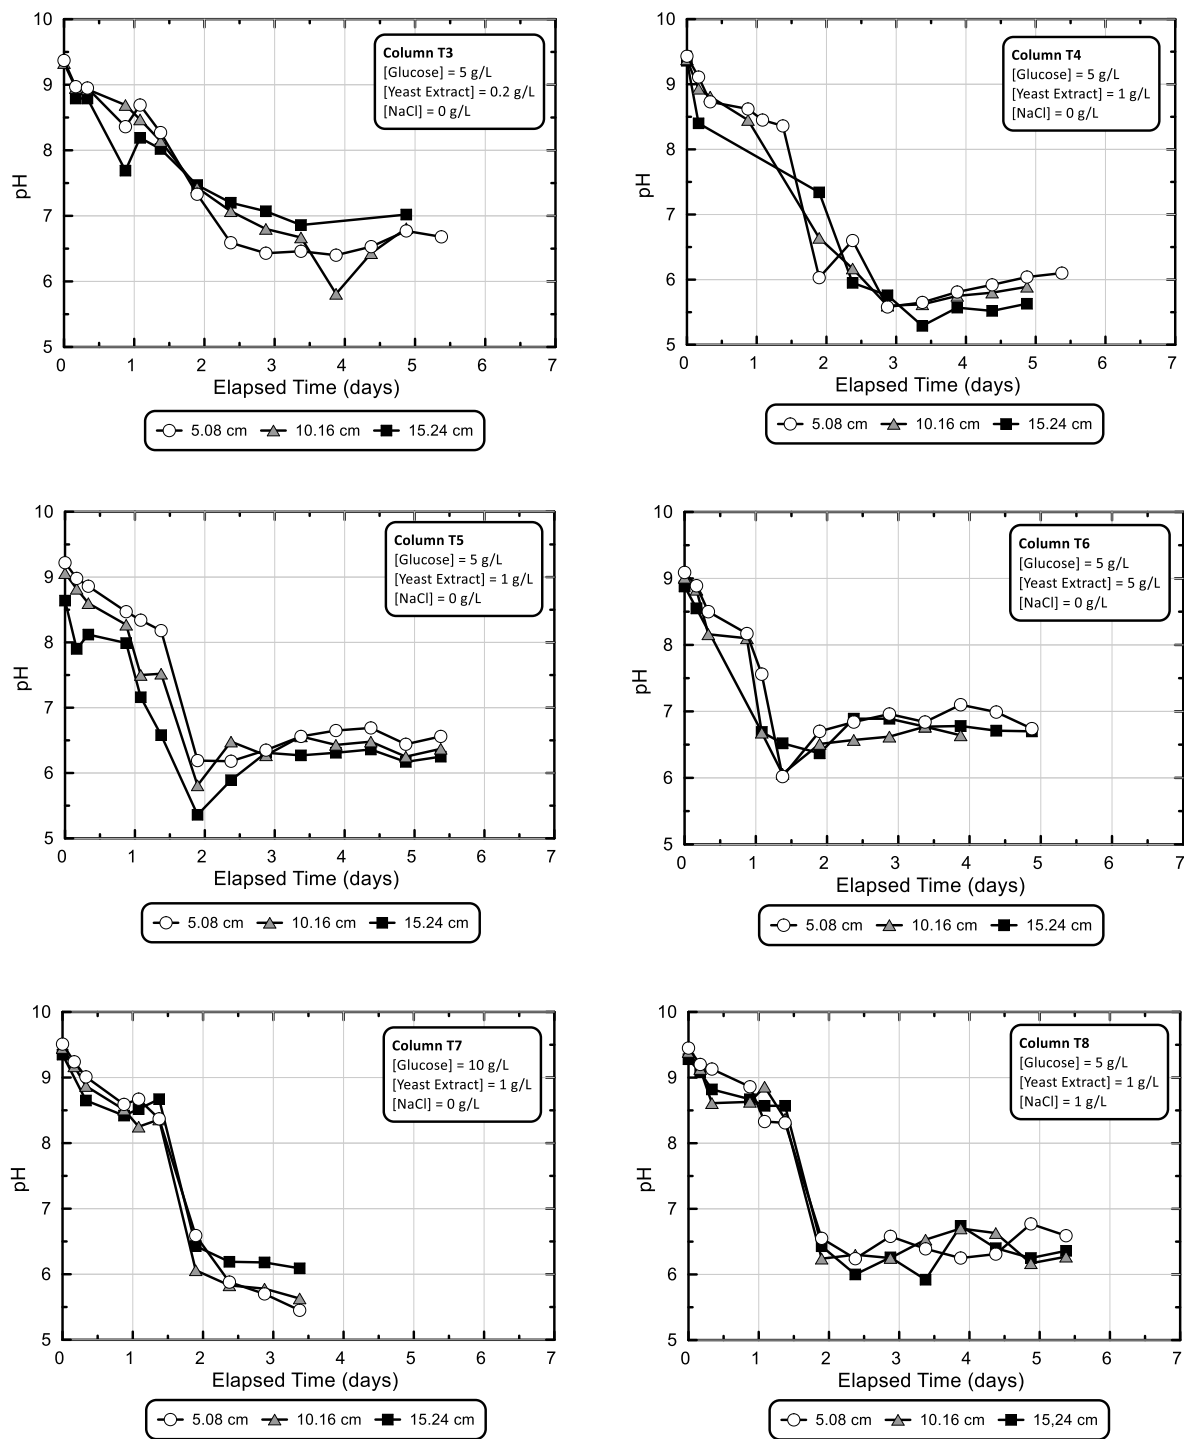 10
9
8
7
6
5
pH
Column T3
[Glucose] = 5 g/L
[Yeast Extract] = 0.2 g/L
[NaCl] = 0 g/L
0 1 2 3 4 5 6 7
Elapsed Time (days)
5.08 cm 10.16 cm 15.24 cm
10
9
8
7
6
5
pH
Column T4
[Glucose] = 5 g/L
[Yeast Extract] = 1 g/L
[NaCl] = 0 g/L
0 1 2 3 4 5 6 7
Elapsed Time (days)
5.08 cm 10.16 cm 15.24 cm
10
9
8
7
6
5
pH
Column T5
[Glucose] = 5 g/L
[Yeast Extract] = 1 g/L
[NaCl] = 0 g/L
0 1 2 3 4 5 6 7
Elapsed Time (days)
5.08 cm 10.16 cm 15.24 cm
10
9
8
7
6
5
pH
Column T6
[Glucose] = 5 g/L
[Yeast Extract] = 5 g/L
[NaCl] = 0 g/L
0 1 2 3 4 5 6 7
Elapsed Time (days)
5.08 cm 10.16 cm 15.24 cm
10
9
8
7
6
5
pH
Column T7
[Glucose] = 10 g/L
[Yeast Extract] = 1 g/L
[NaCl] = 0 g/L
0 1 2 3 4 5 6 7
Elapsed Time (days)
5.08 cm 10.16 cm 15.24 cm
10
9
8
7
6
5
pH
Column T8
[Glucose] = 5 g/L
[Yeast Extract] = 1 g/L
[NaCl] = 1 g/L
0 1 2 3 4 5 6 7
Elapsed Time (days)
5.08 cm 10.16 cm 15,24 cm